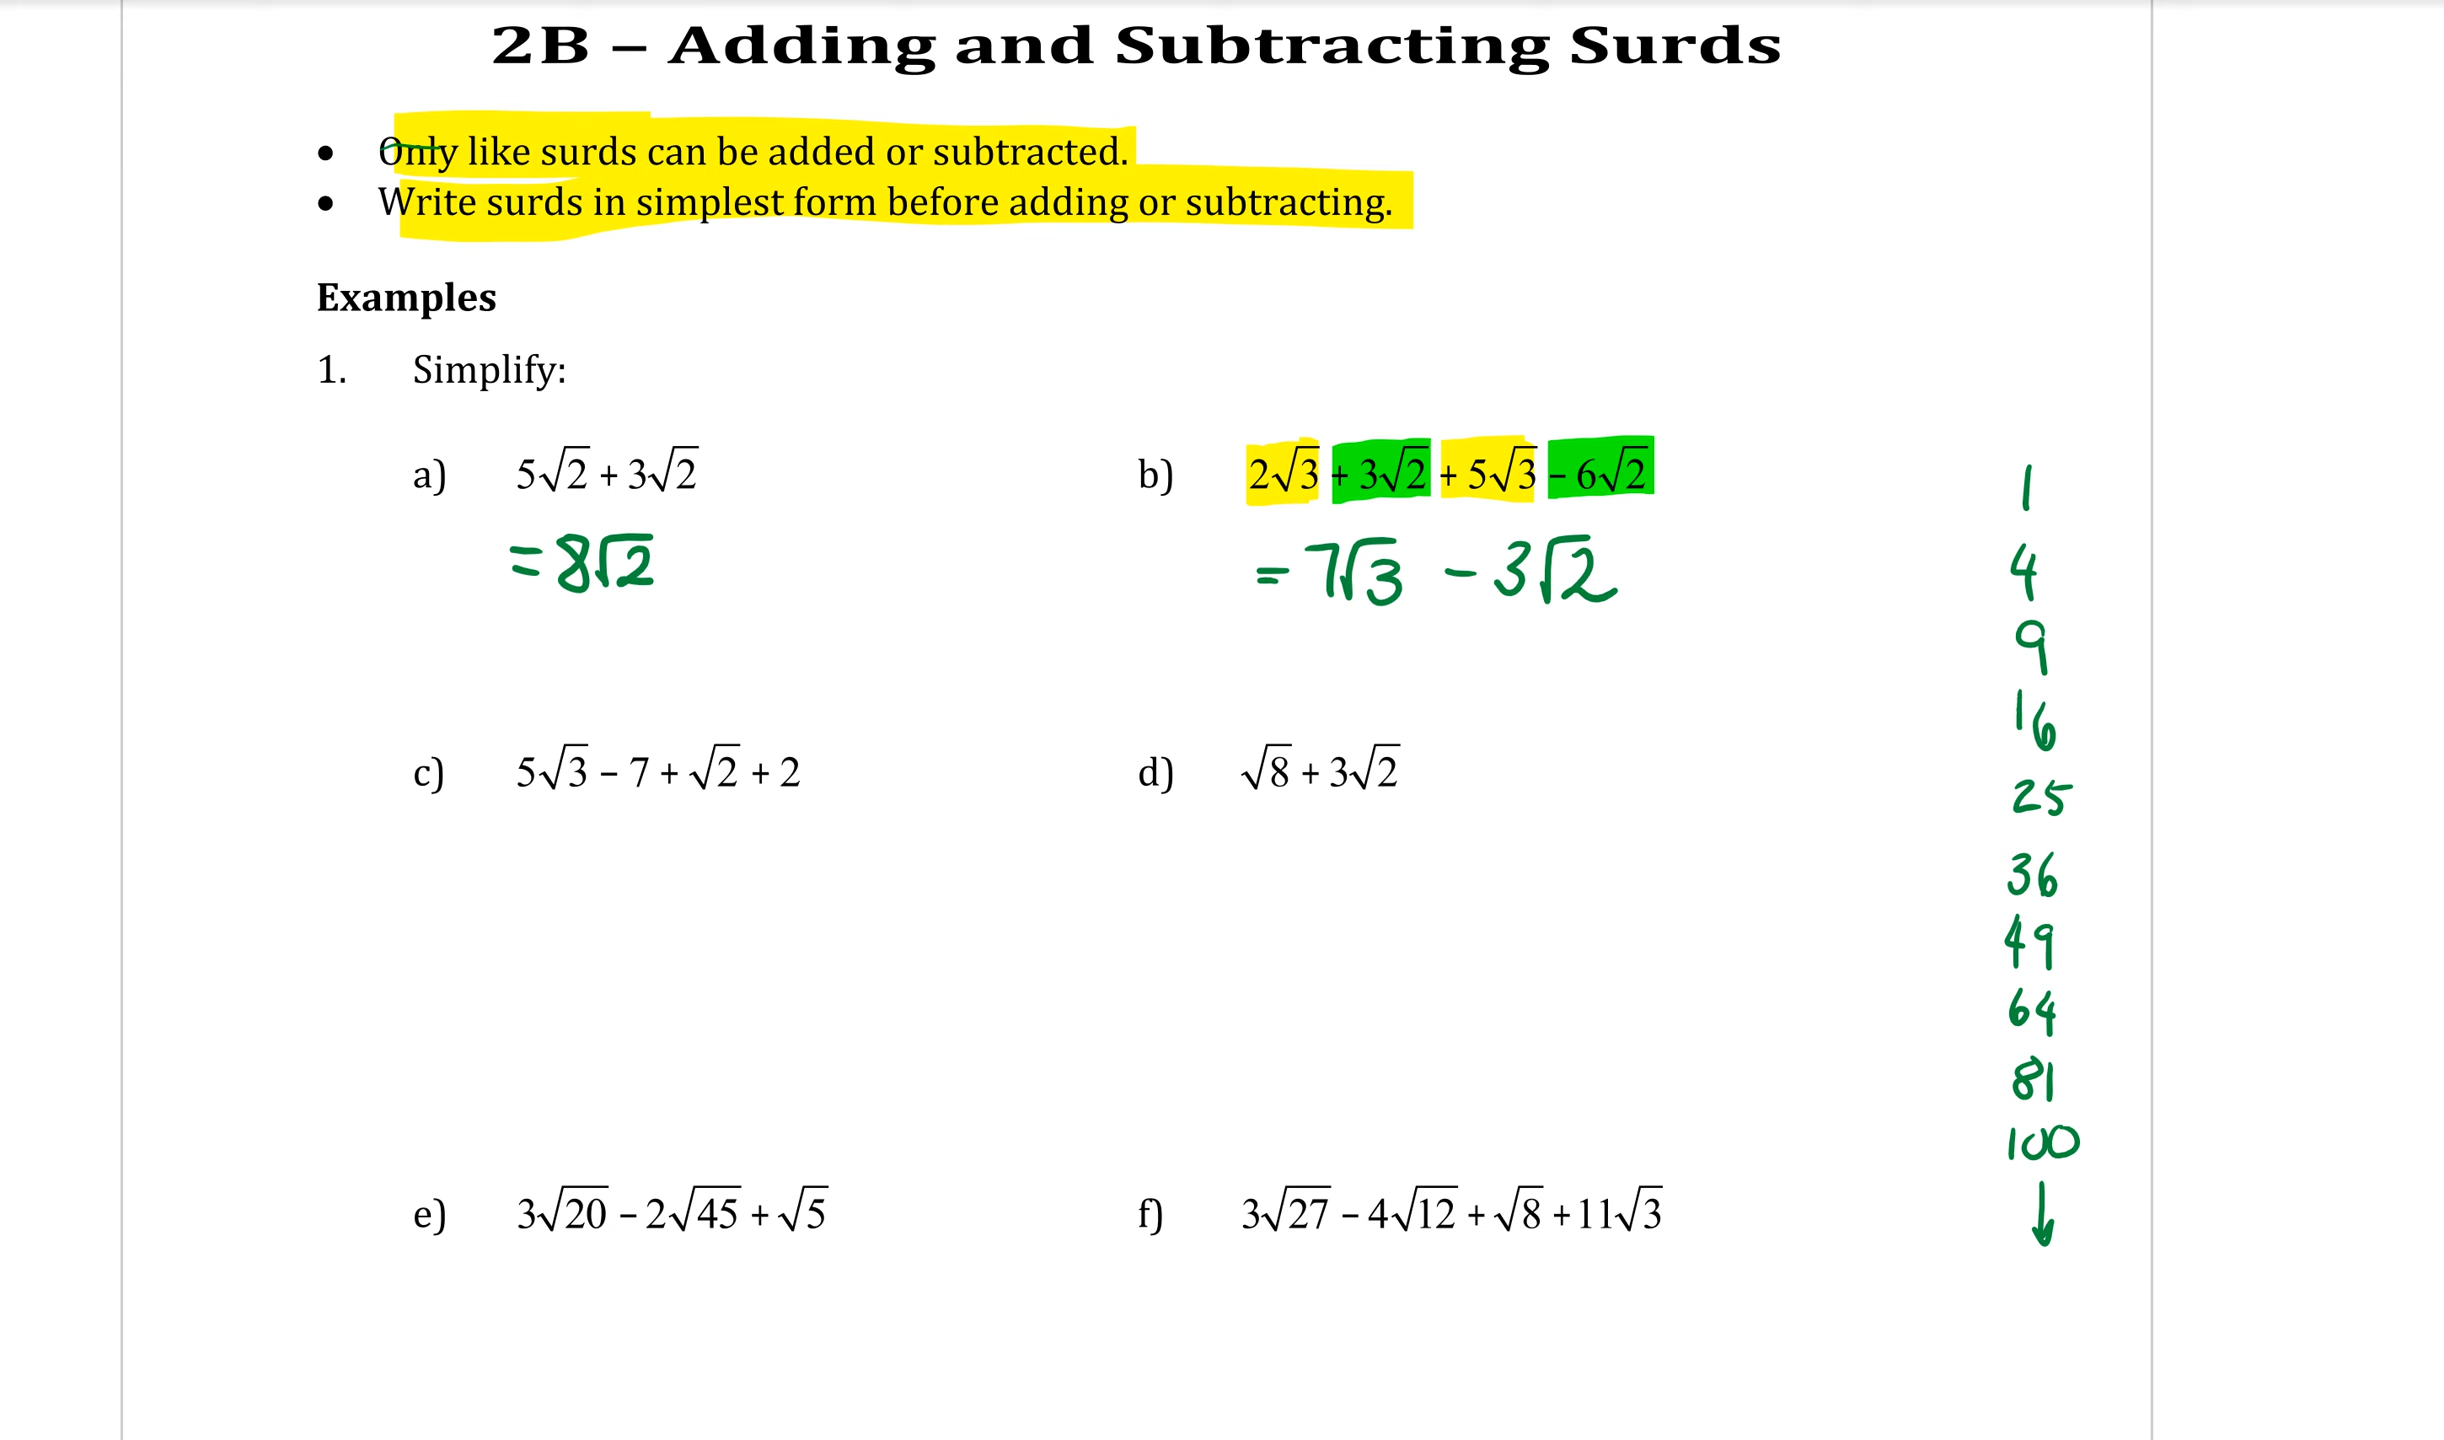 2B – Adding and Subtracting Surds
• Only like surds can be added or subtracted.
• Write surds in simplest form before adding or subtracting.
Examples
1. Simplify:
a) 5√2 + 3√2
= 8√2
b) 2√3 + 3√2 + 5√3 – 6√2
= 7√3 – 3√2
c) 5√3 – 7 + √2 + 2
d) √8 + 3√2
e) 3√20 – 2√45 + √5
f) 3√27 – 4√12 + √8 + 11√3
1
4
9
16
25
36
49
64
81
100
↓